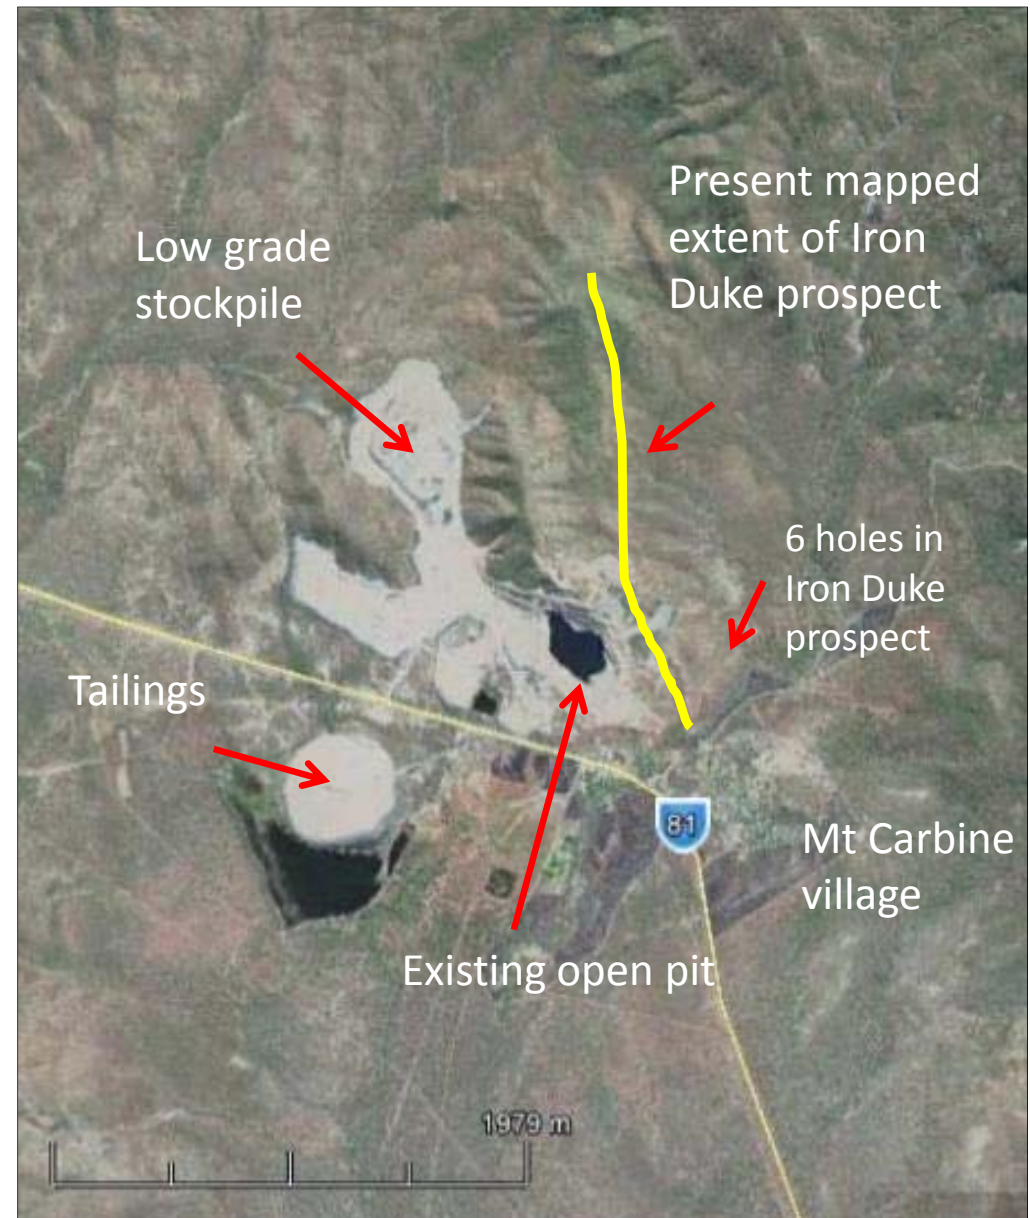 Present mapped
extent of Iron
Duke prospect
Low grade
stockpile
6 holes in
Iron Duke
prospect
Tailings
81
Mt Carbine
village
Existing open pit
1979 m